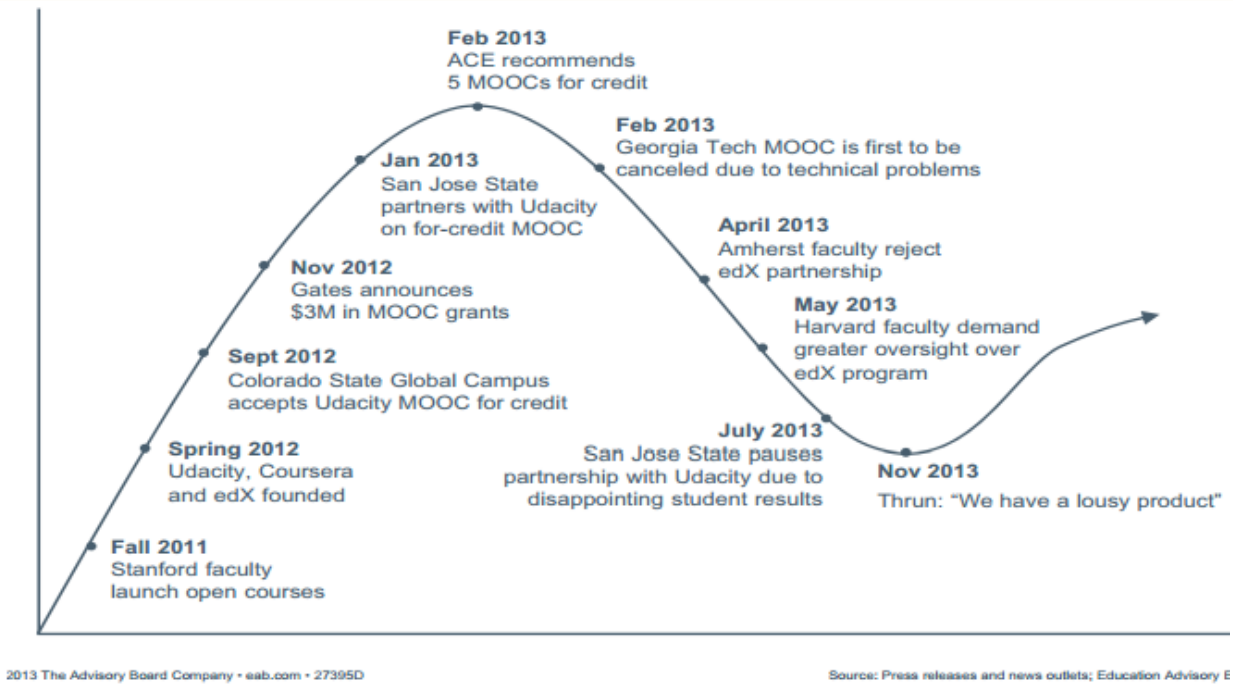 Feb 2013
ACE recommends
5 MOOCs for credit
Feb 2013
Georgia Tech MOOC is first to be
canceled due to technical problems
Jan 2013
San Jose State
partners with Udacity
on for-credit MOOC
April 2013
Amherst faculty reject
edX partnership
Nov 2012
Gates announces
$3M in MOOC grants
May 2013
Harvard faculty demand
greater oversight over
edX program
Sept 2012
Colorado State Global Campus
accepts Udacity MOOC for credit
July 2013
San Jose State pauses
partnership with Udacity due to
disappointing student results
Spring 2012
Udacity, Coursera
and edX founded
Nov 2013
Thrun: “We have a lousy product”
Fall 2011
Stanford faculty
launch open courses
2013 The Advisory Board Company • eab.com • 27395D
Source: Press releases and news outlets; Education Advisory